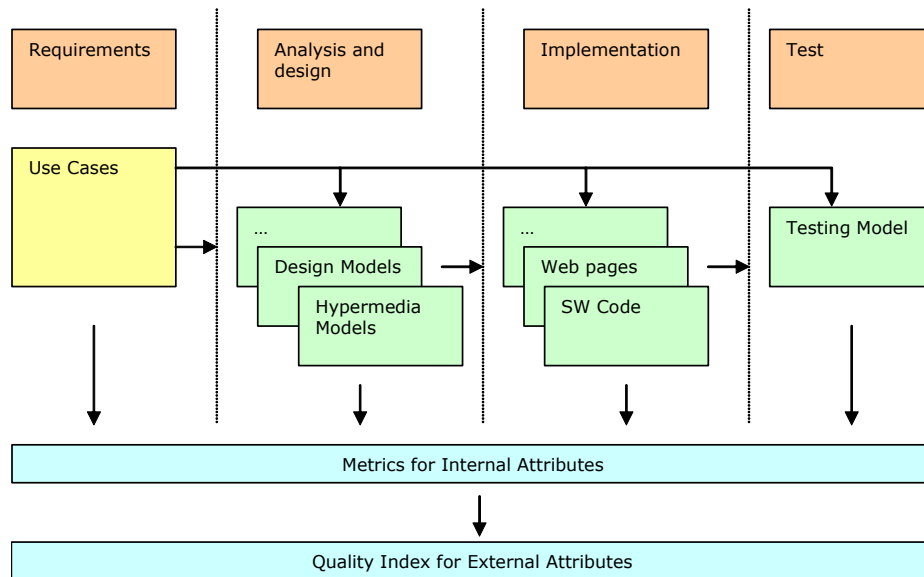 Requirements
Analysis and
design
Implementation
Test
Use Cases
...
Design Models
Hypermedia
Models
...
Web pages
SW Code
Testing Model
Metrics for Internal Attributes
Quality Index for External Attributes